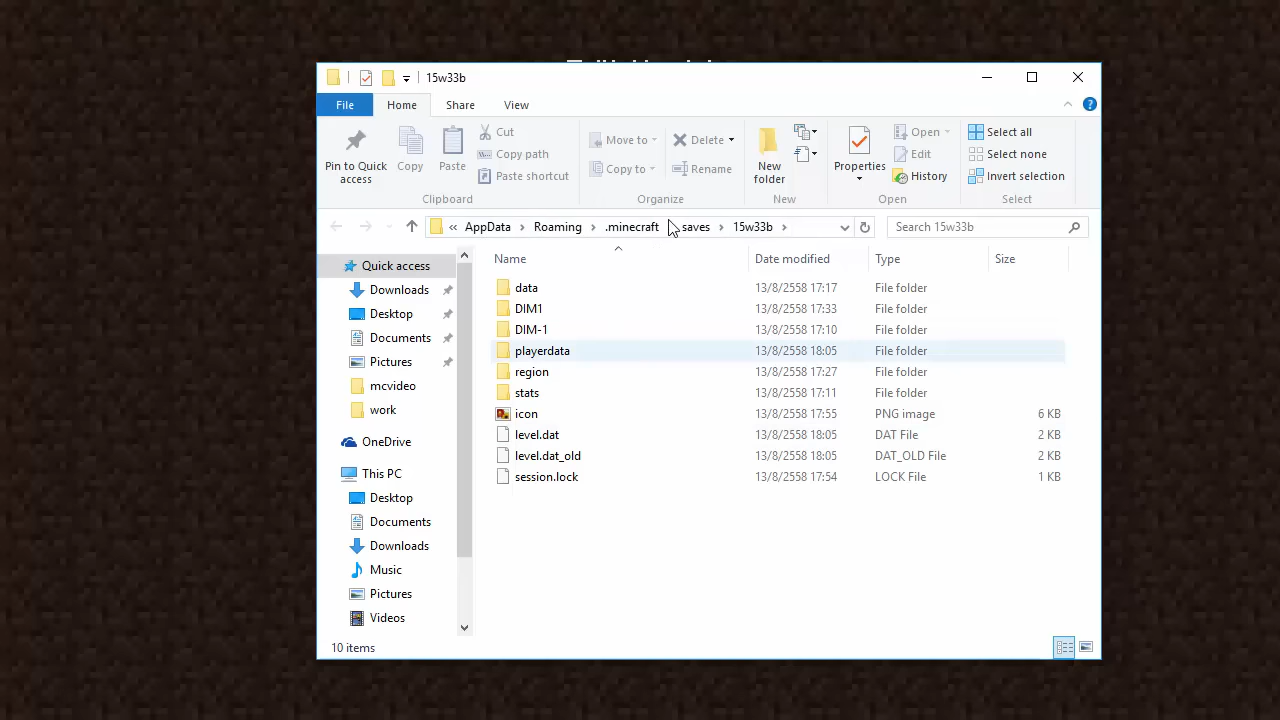 15w33b
File Home Share View
Pin to Quick access
Copy
Paste
Cut
Copy path
Paste shortcut
Clipboard
Move to
Copy to
Delete
Rename
Organize
New folder
New
Properties
Open
Edit
History
Open
Select all
Select none
Invert selection
Select
« AppData › Roaming › .minecraft › saves › 15w33b ›
Search 15w33b
Quick access
Downloads
Desktop
Documents
Pictures
mcvideo
work
OneDrive
This PC
Desktop
Documents
Downloads
Music
Pictures
Videos
Name Date modified Type Size
data 13/8/2558 17:17 File folder
DIM1 13/8/2558 17:33 File folder
DIM-1 13/8/2558 17:10 File folder
playerdata 13/8/2558 18:05 File folder
region 13/8/2558 17:27 File folder
stats 13/8/2558 17:11 File folder
icon 13/8/2558 17:55 PNG image 6 KB
level.dat 13/8/2558 18:05 DAT File 2 KB
level.dat_old 13/8/2558 18:05 DAT_OLD File 2 KB
session.lock 13/8/2558 17:54 LOCK File 1 KB
10 items